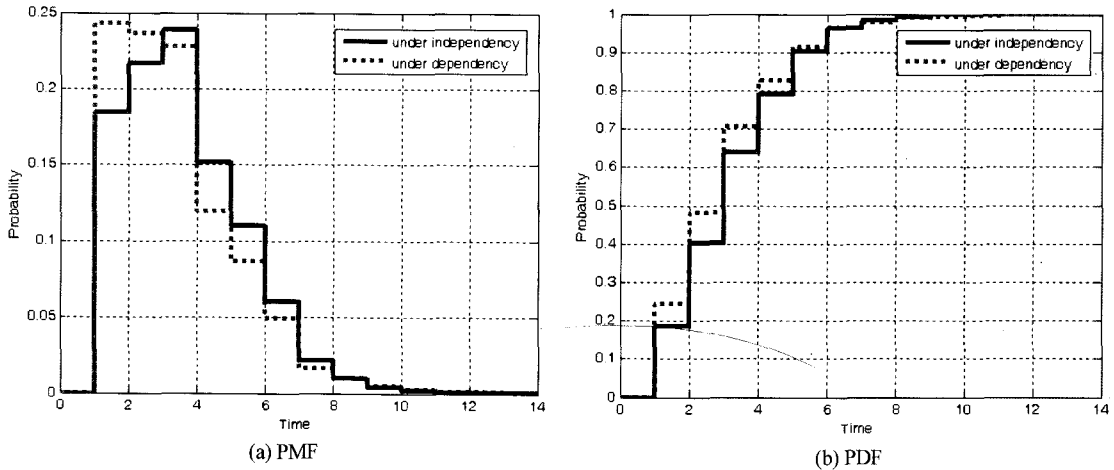 0.25
0.2
0.15
0.1
0.05
0
Probability
under independency
under dependency
0 2 4 6 8 10 12 14
Time
(a) PMF
1
0.9
0.8
0.7
0.6
0.5
0.4
0.3
0.2
0.1
0
Probability
under independency
under dependency
0 2 4 6 8 10 12 14
Time
(b) PDF